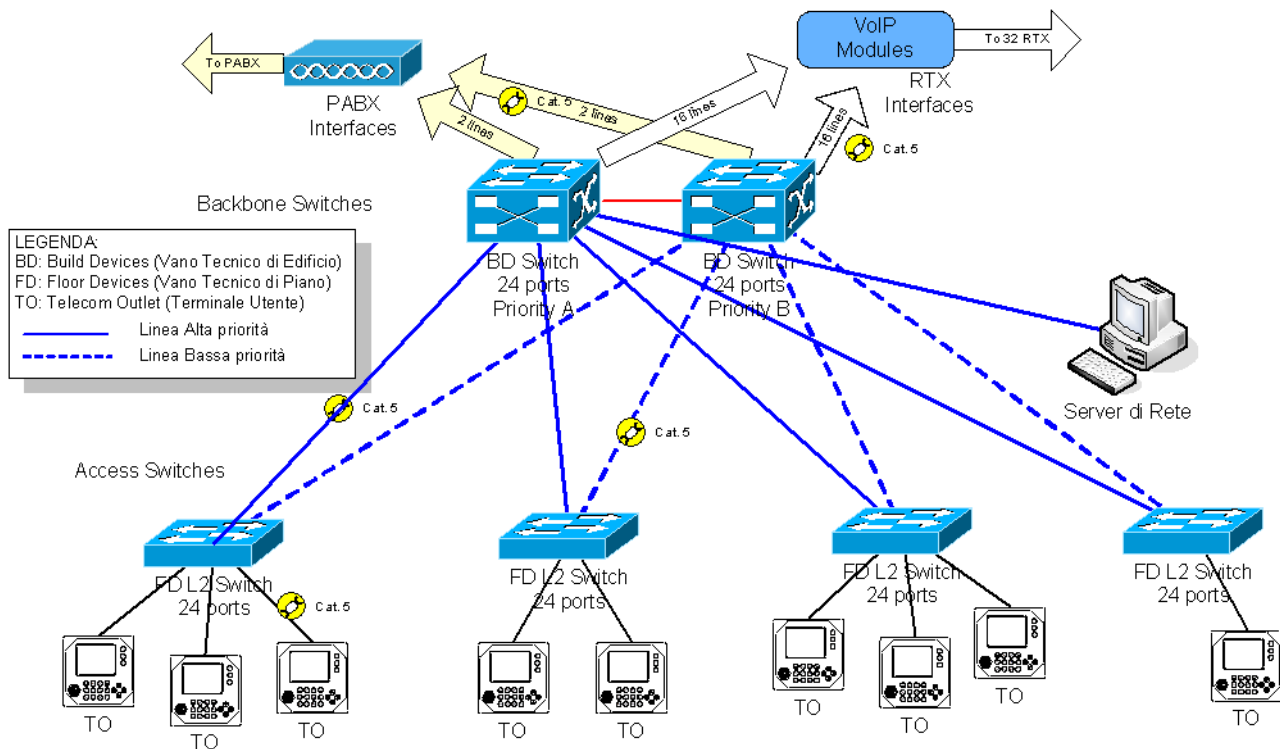 VoIP
Modules
To 32 RTX
To PABX
RTX
Interfaces
PABX
Interfaces
Cat.5
2 lines
2 lines
16 lines
16 lines
Cat.5
Backbone Switches
LEGENDA:
BD: Build Devices (Vano Tecnico di Edificio)
FD: Floor Devices (Vano Tecnico di Piano)
TO: Telecom Outlet (Terminale Utente)
Linea Alta priorità
Linea Bassa priorità
BD Switch
24 ports
Priority A
BD Switch
24 ports
Priority B
Server di Rete
Cat.5
Cat.5
Access Switches
FD L2 Switch
24 ports
FD L2 Switch
24 ports
FD L2 Switch
24 ports
FD L2 Switch
24 ports
Cat.5
TO
TO
TO
TO
TO
TO
TO
TO
TO